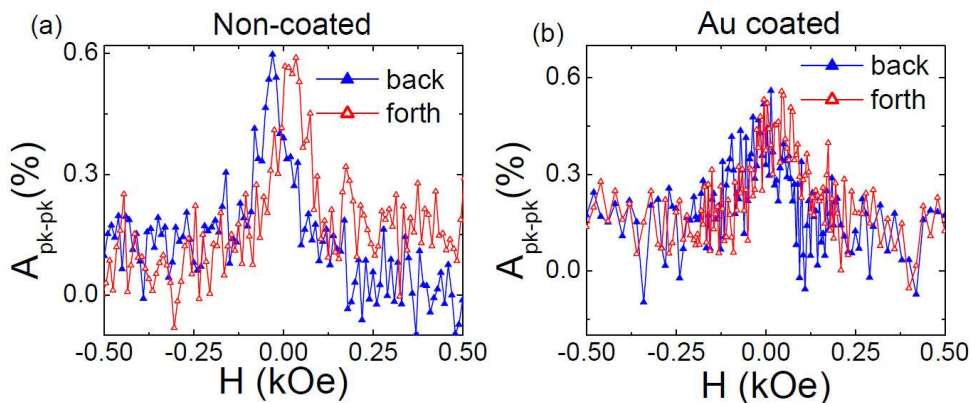 (a) Non-coated
A_pk-pk(%)
0.6
0.3
0.0
back
forth
-0.50 -0.25 0.00 0.25 0.50
H (kOe)
(b) Au coated
A_pk-pk(%)
0.6
0.3
0.0
back
forth
-0.50 -0.25 0.00 0.25 0.50
H (kOe)